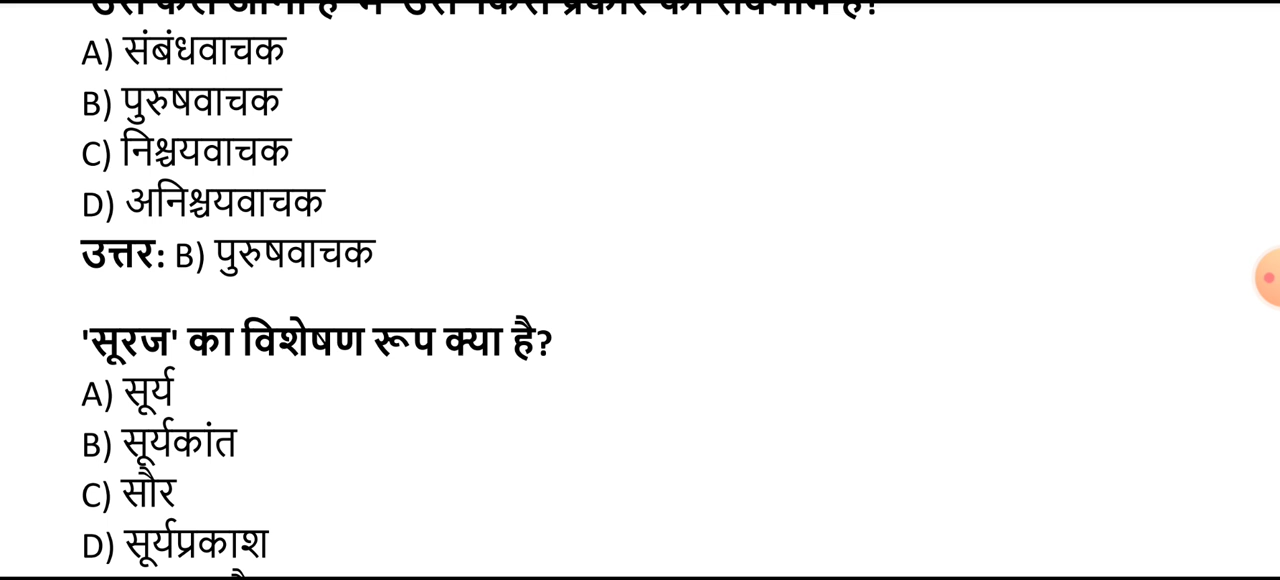 A) संबंधवाचक
B) पुरुषवाचक
C) निश्चयवाचक
D) अनिश्चयवाचक
उत्तर: B) पुरुषवाचक
'सूरज' का विशेषण रूप क्या है?
A) सूर्य
B) सूर्यकांत
C) सौर
D) सूर्यप्रकाश